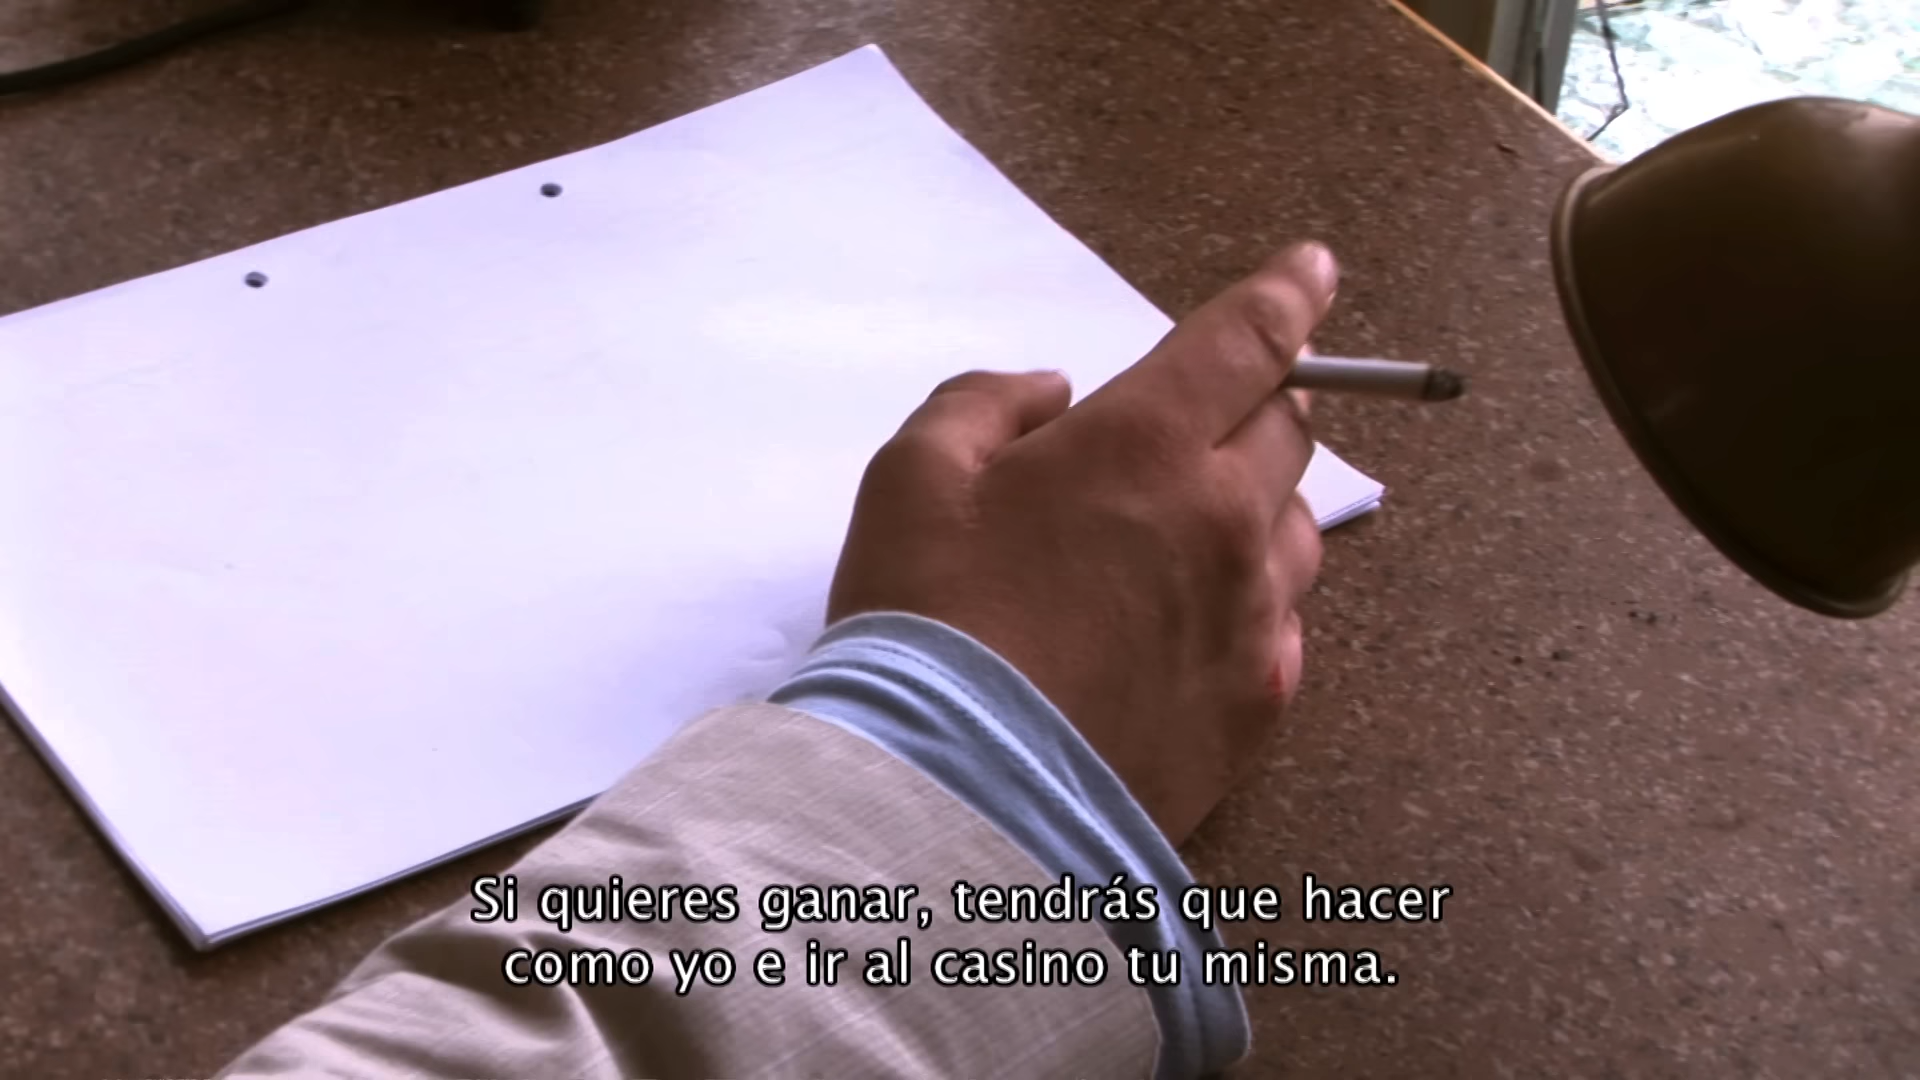 Si quieres ganar, tendrás que hacer
como yo e ir al casino tu misma.